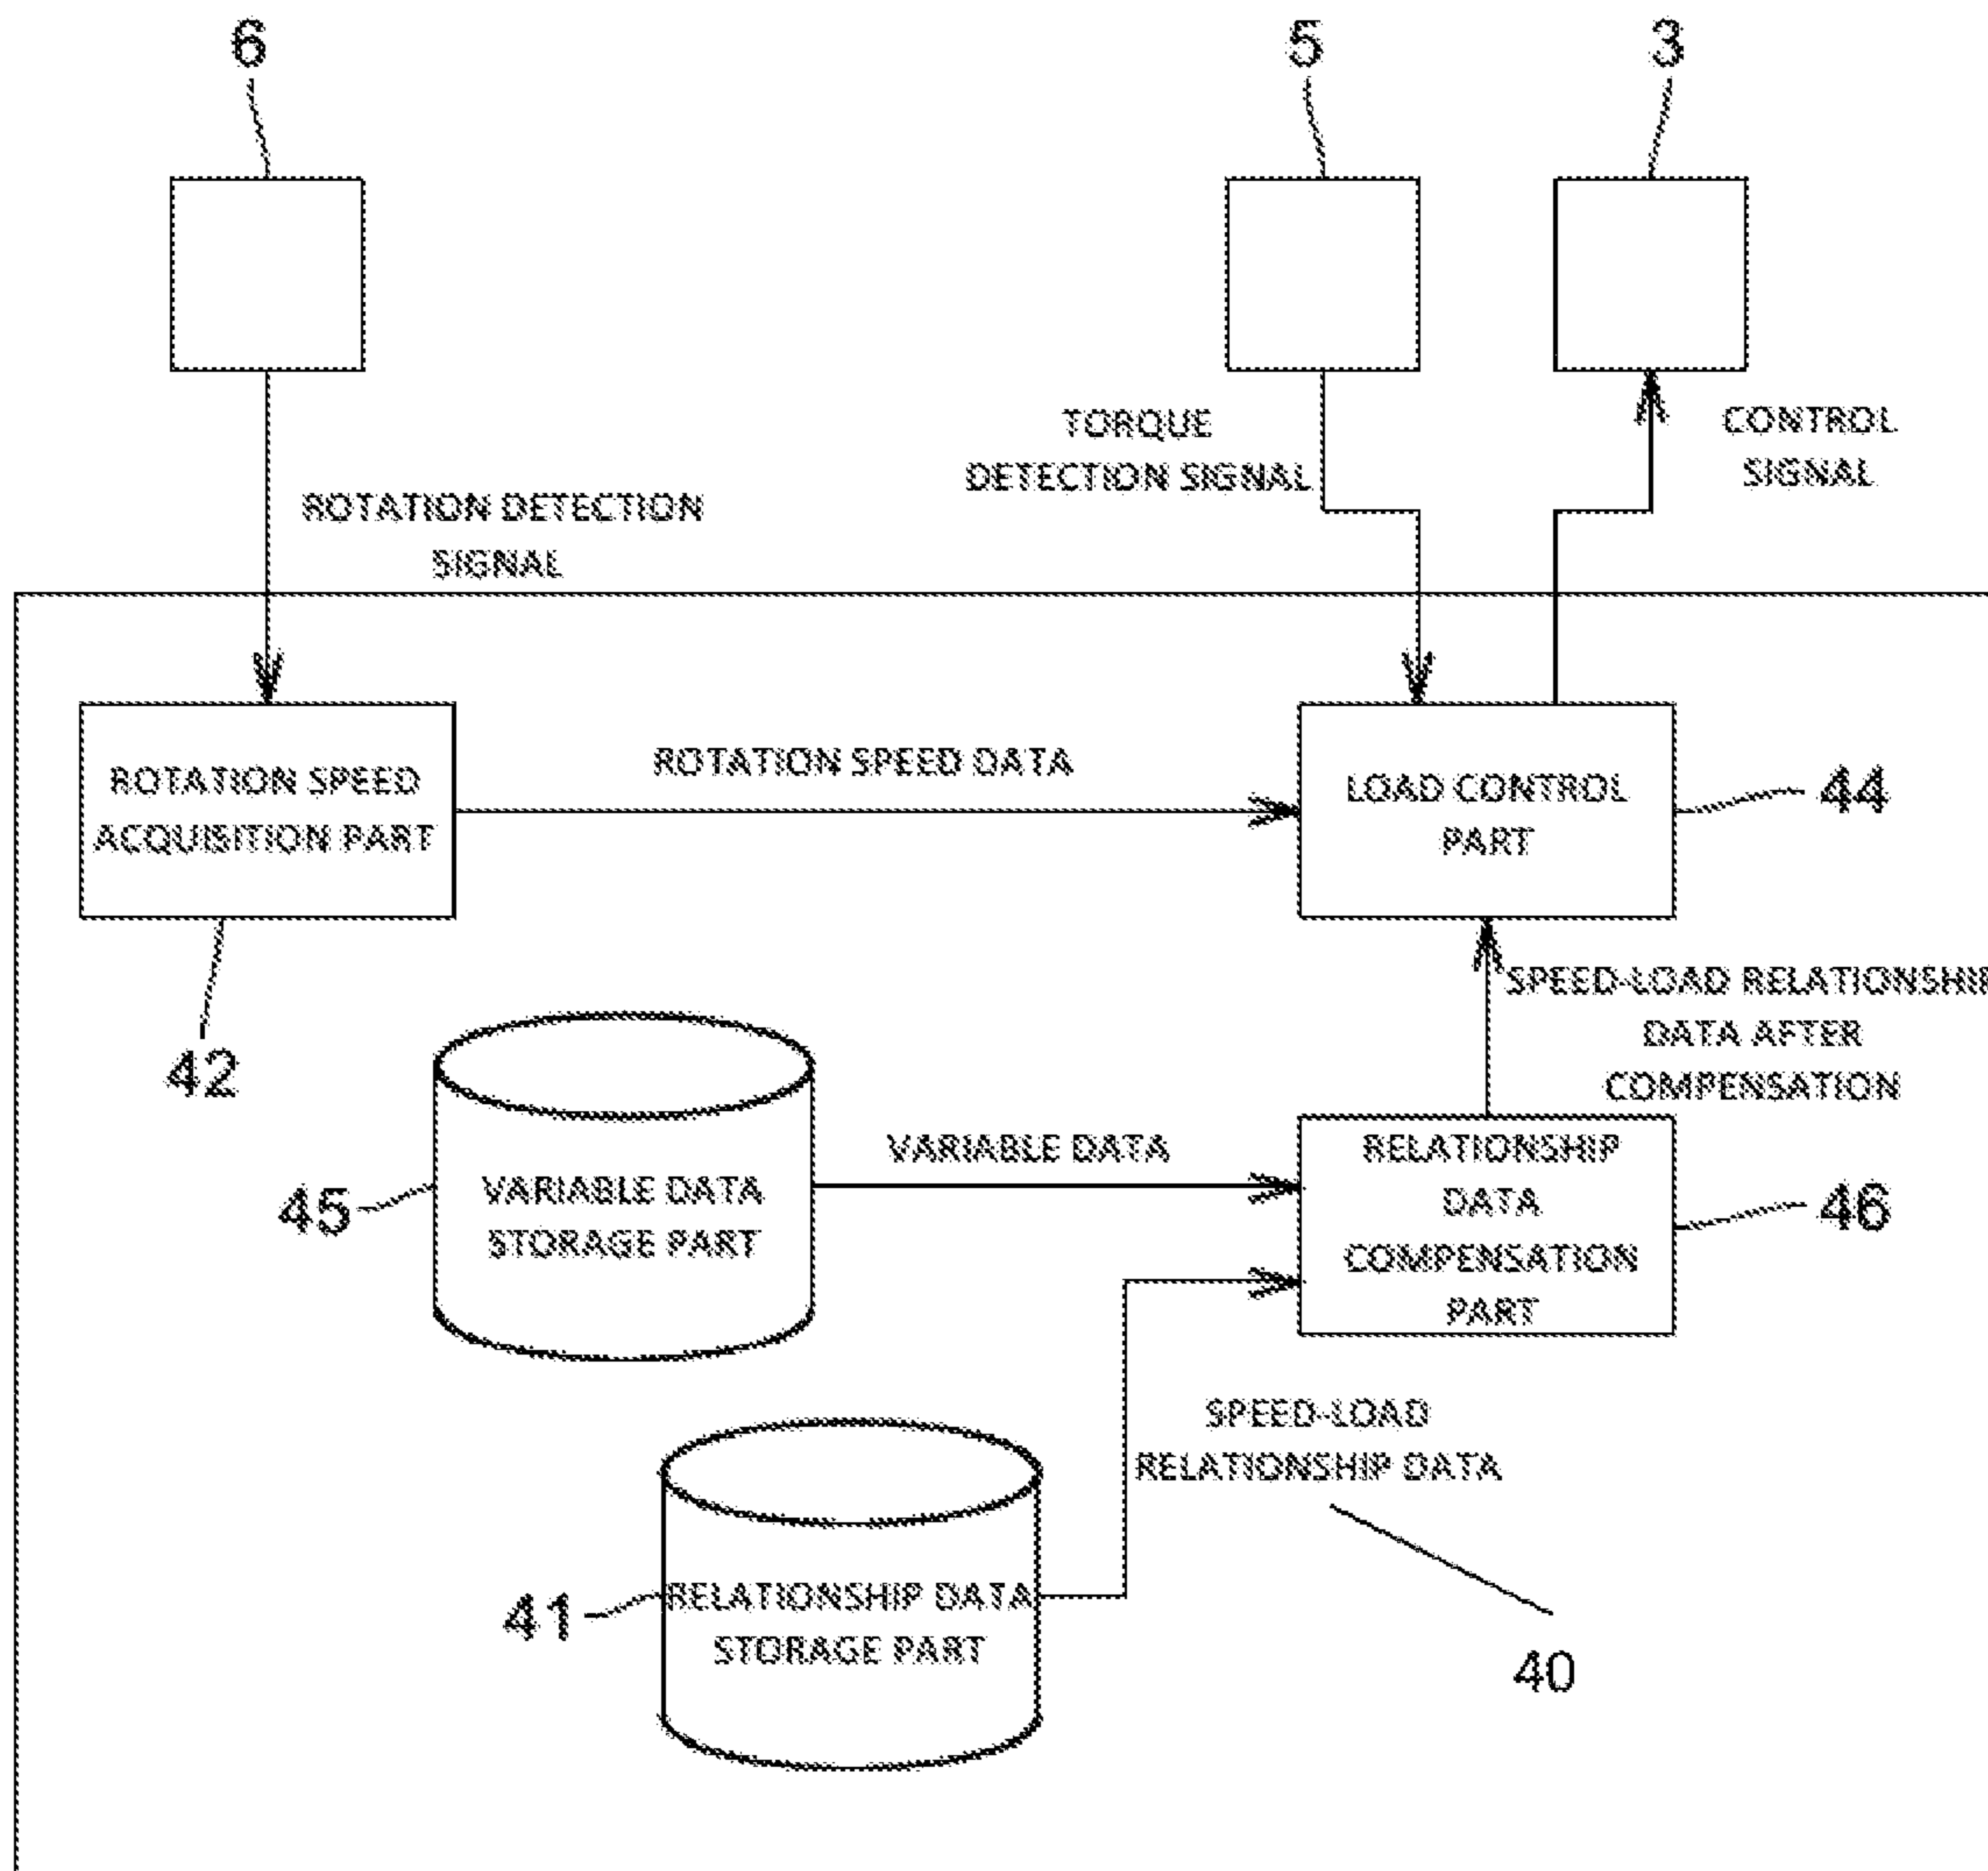 6
5
3
TORQUE
DETECTION SIGNAL
CONTROL
SIGNAL
ROTATION DETECTION
SIGNAL
ROTATION SPEED
ACQUISITION PART
ROTATION SPEED DATA
LOAD CONTROL
PART
44
42
SPEED-LOAD RELATIONSHIP
DATA AFTER
COMPENSATION
45
VARIABLE DATA
STORAGE PART
VARIABLE DATA
RELATIONSHIP
DATA
COMPENSATION
PART
46
SPEED-LOAD
RELATIONSHIP DATA
41
RELATIONSHIP DATA
STORAGE PART
40